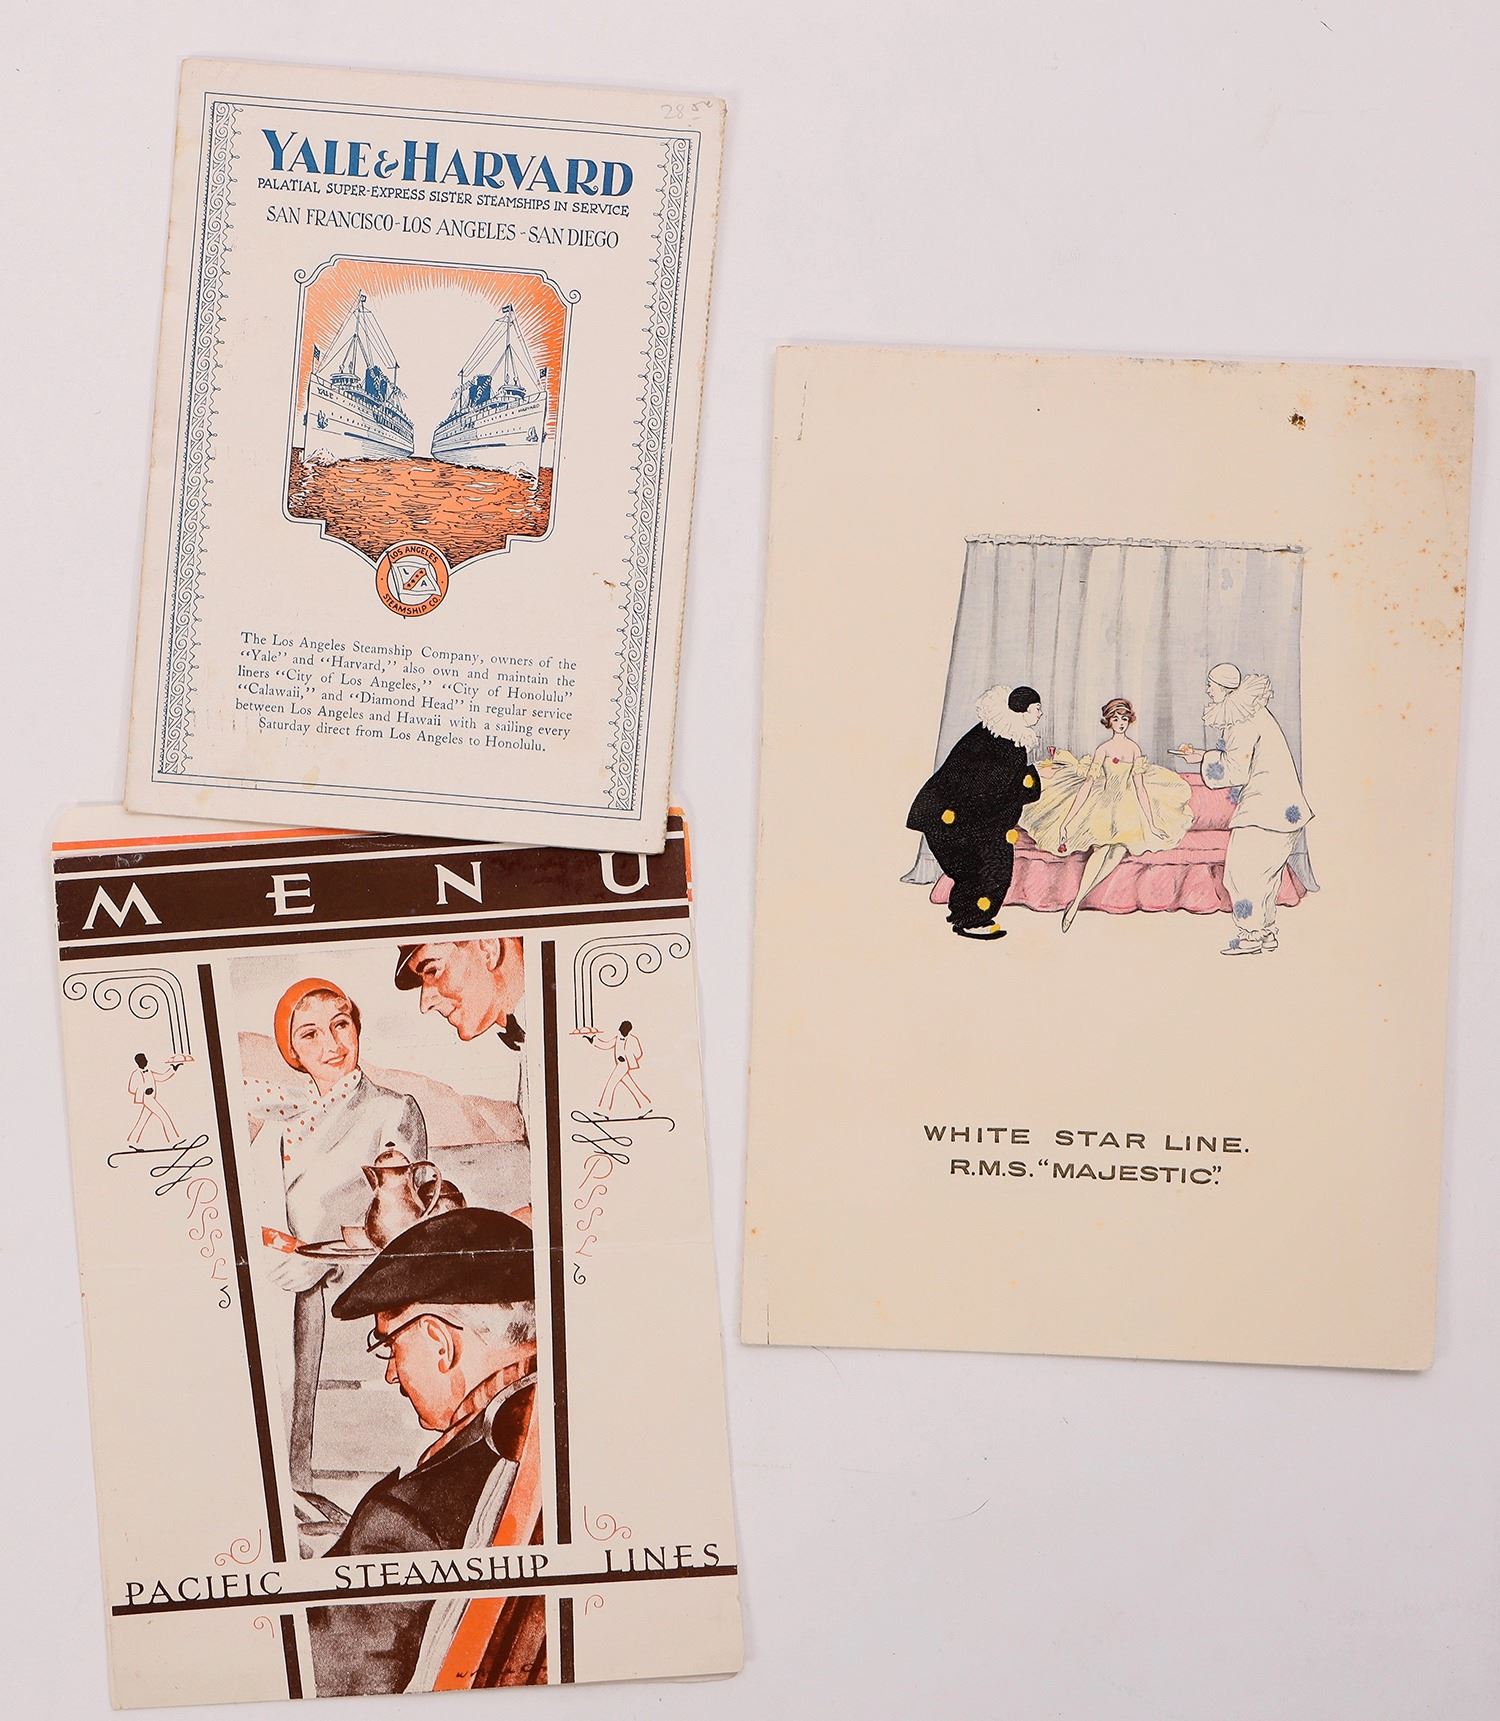 28.50
YALE & HARVARD
PALATIAL SUPER-EXPRESS SISTER STEAMSHIPS IN SERVICE
SAN FRANCISCO-LOS ANGELES-SAN DIEGO
YALE
HARVARD
LOS ANGELES
L A
STEAMSHIP CO.
The Los Angeles Steamship Company, owners of the
“Yale” and “Harvard,” also own and maintain the
liners “City of Los Angeles,” “City of Honolulu”
“Calawaii,” and “Diamond Head” in regular service
between Los Angeles and Hawaii with a sailing every
Saturday direct from Los Angeles to Honolulu.
MENU
PACIFIC STEAMSHIP LINES
WHITE STAR LINE.
R.M.S. “MAJESTIC”.